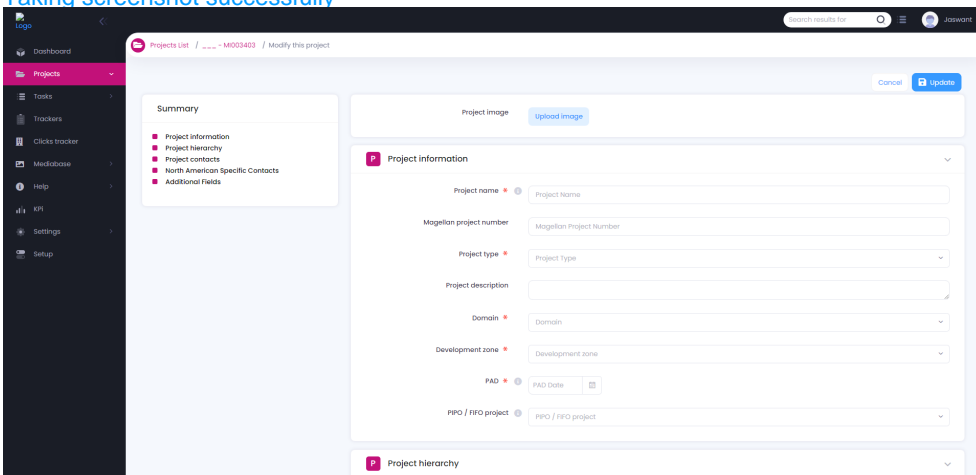 Taking screenshot successfully
Logo
Search results for
Jaswant
Dashboard
Projects
Tasks
Trackers
Clicks tracker
Mediabase
Help
KPI
Settings
Setup
Projects List / ___ - MI003403 / Modify this project
Cancel
Update
Summary
Project information
Project hierarchy
Project contacts
North American Specific Contacts
Additional Fields
Project image
Upload image
P Project information
Project name * i
Project Name
Magellan project number
Magellan Project Number
Project type *
Project Type
Project description
Domain *
Domain
Development zone *
Development zone
PAD * i
PAD Date
PIPO / FIFO project i
PIPO / FIFO project
P Project hierarchy